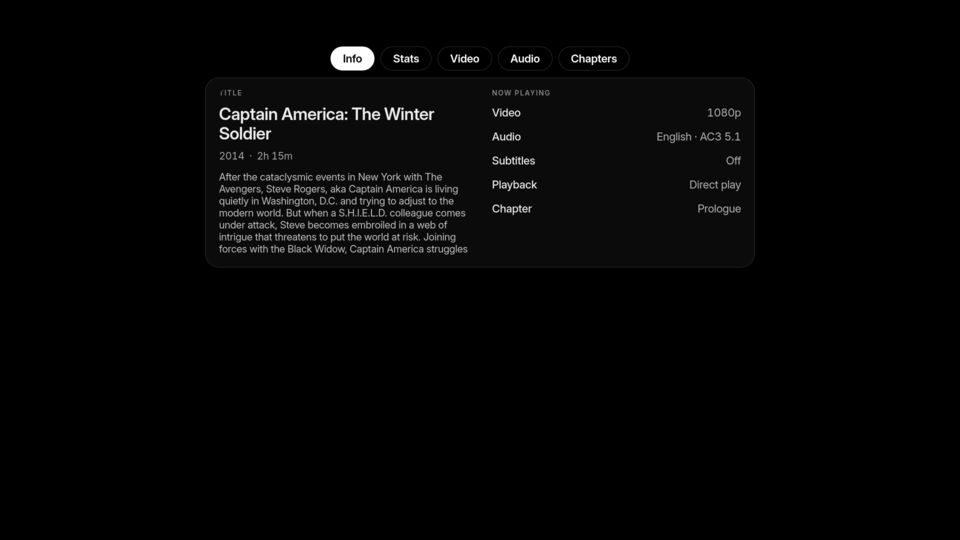 Info
Stats
Video
Audio
Chapters
TITLE
Captain America: The Winter
Soldier
2014 · 2h 15m
After the cataclysmic events in New York with The
Avengers, Steve Rogers, aka Captain America is living
quietly in Washington, D.C. and trying to adjust to the
modern world. But when a S.H.I.E.L.D. colleague comes
under attack, Steve becomes embroiled in a web of
intrigue that threatens to put the world at risk. Joining
forces with the Black Widow, Captain America struggles
NOW PLAYING
Video 1080p
Audio English · AC3 5.1
Subtitles Off
Playback Direct play
Chapter Prologue